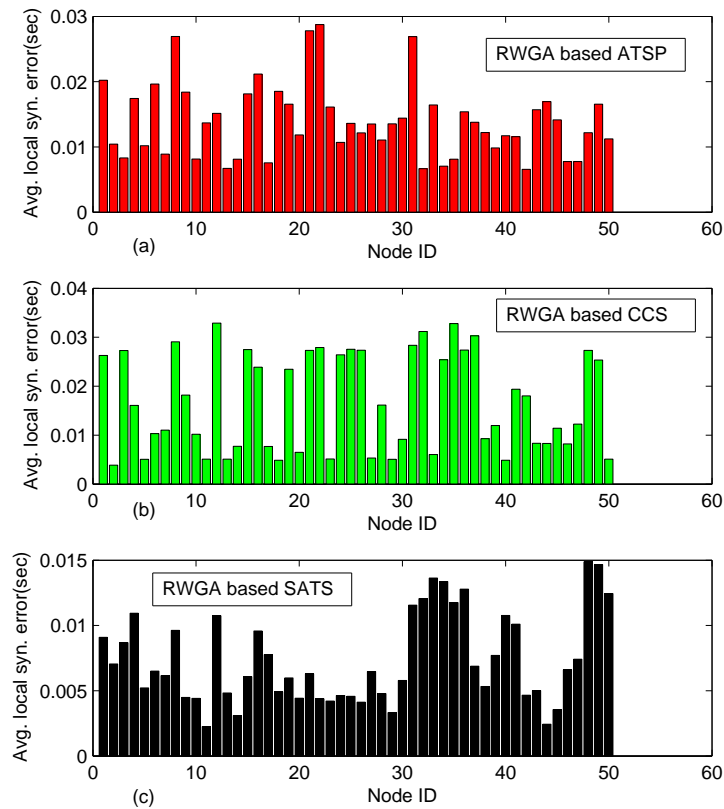 0.03
0.02
0.01
0
Avg. local syn. error(sec)
RWGA based ATSP
0 10 20 30 40 50 60
(a)
Node ID
0.04
0.03
0.02
0.01
0
Avg. local syn. error(sec)
RWGA based CCS
0 10 20 30 40 50 60
(b)
Node ID
0.015
0.01
0.005
0
Avg. local syn. error(sec)
RWGA based SATS
0 10 20 30 40 50 60
(c)
Node ID